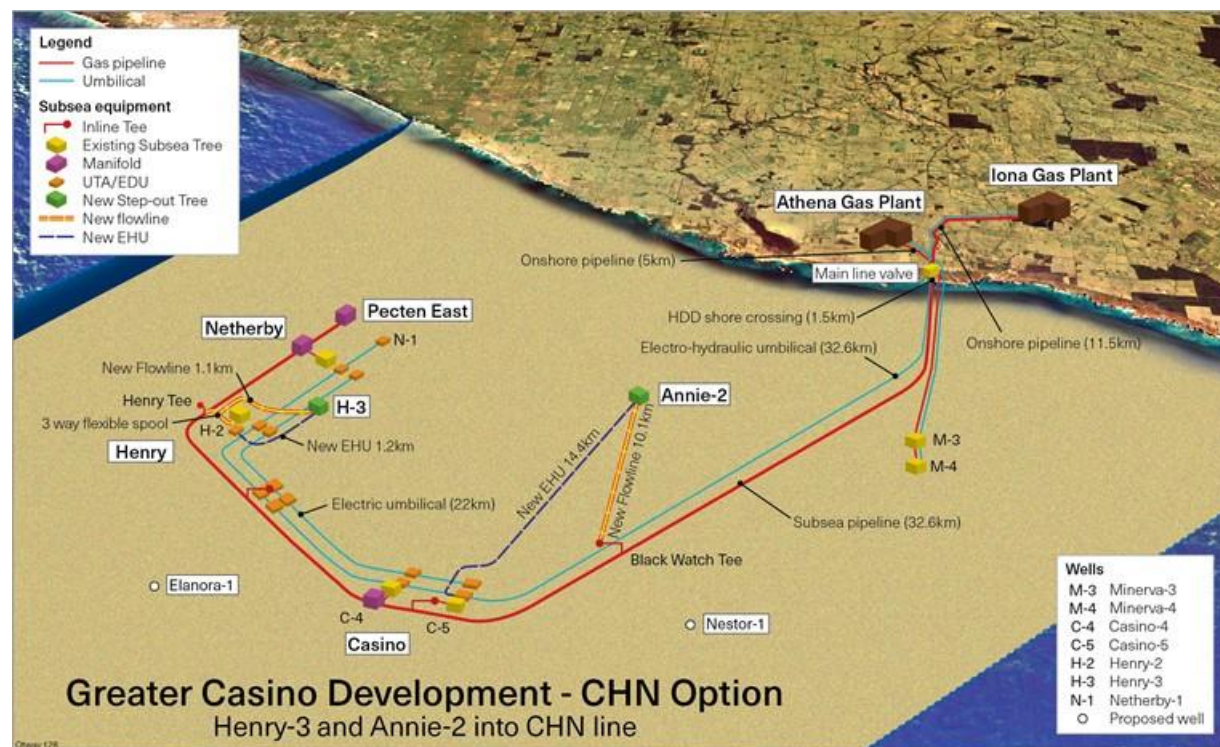 Legend
Gas pipeline
Umbilical
Subsea equipment
Inline Tee
Existing Subsea Tree
Manifold
UTA/EDU
New Step-out Tree
New flowline
New EHU
Iona Gas Plant
Athena Gas Plant
Onshore pipeline (5km)
Main line valve
HDD shore crossing (1.5km)
Onshore pipeline (11.5km)
Electro-hydraulic umbilical (32.6km)
Pecten East
Netherby
N-1
New Flowline 1.1km
Henry Tee
H-3
3 way flexible spool
H-2
Henry
New EHU 1.2km
Annie-2
New EHU 14.4km
New Flowline 10.1km
M-3
M-4
Electric umbilical (22km)
Subsea pipeline (32.6km)
Black Watch Tee
Elanora-1
C-4
C-5
Casino
Nestor-1
Wells
M-3 Minerva-3
M-4 Minerva-4
C-4 Casino-4
C-5 Casino-5
H-2 Henry-2
H-3 Henry-3
N-1 Netherby-1
Proposed well
Greater Casino Development - CHN Option
Henry-3 and Annie-2 into CHN line